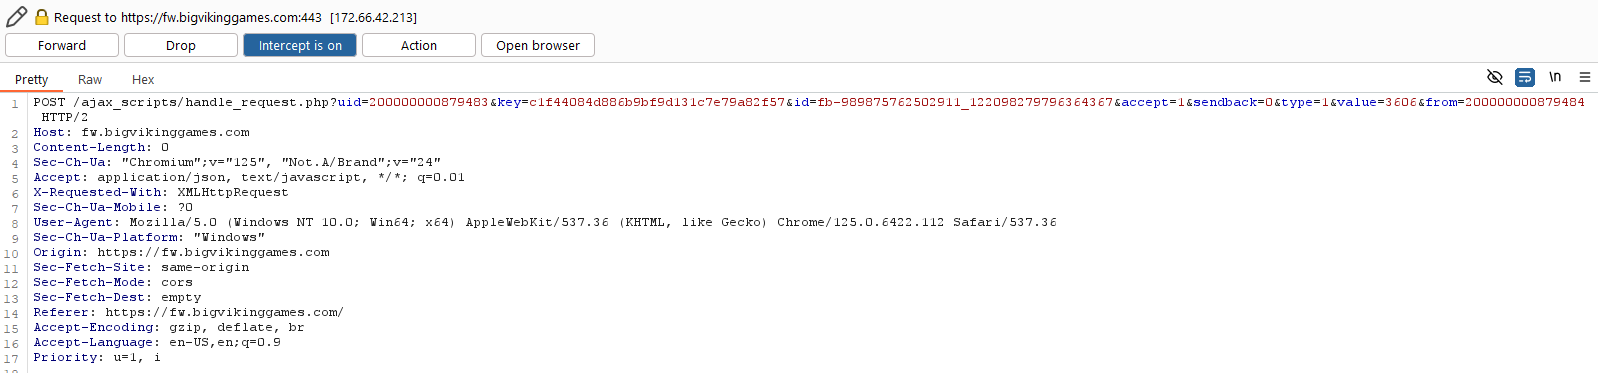 Request to https://fw.bigvikinggames.com:443 [172.66.42.213]
Forward Drop Intercept is on Action Open browser
Pretty Raw Hex \n
1 POST /ajax_scripts/handle_request.php?uid=200000000879483&key=c1f44084d886b9bf9d131c7e79a82f57&id=fb-989875762502911_122098279796364367&accept=1&sendback=0&type=1&value=3606&from=200000000879484
HTTP/2
2 Host: fw.bigvikinggames.com
3 Content-Length: 0
4 Sec-Ch-Ua: "Chromium";v="125", "Not.A/Brand";v="24"
5 Accept: application/json, text/javascript, */*; q=0.01
6 X-Requested-With: XMLHttpRequest
7 Sec-Ch-Ua-Mobile: ?0
8 User-Agent: Mozilla/5.0 (Windows NT 10.0; Win64; x64) AppleWebKit/537.36 (KHTML, like Gecko) Chrome/125.0.6422.112 Safari/537.36
9 Sec-Ch-Ua-Platform: "Windows"
10 Origin: https://fw.bigvikinggames.com
11 Sec-Fetch-Site: same-origin
12 Sec-Fetch-Mode: cors
13 Sec-Fetch-Dest: empty
14 Referer: https://fw.bigvikinggames.com/
15 Accept-Encoding: gzip, deflate, br
16 Accept-Language: en-US,en;q=0.9
17 Priority: u=1, i